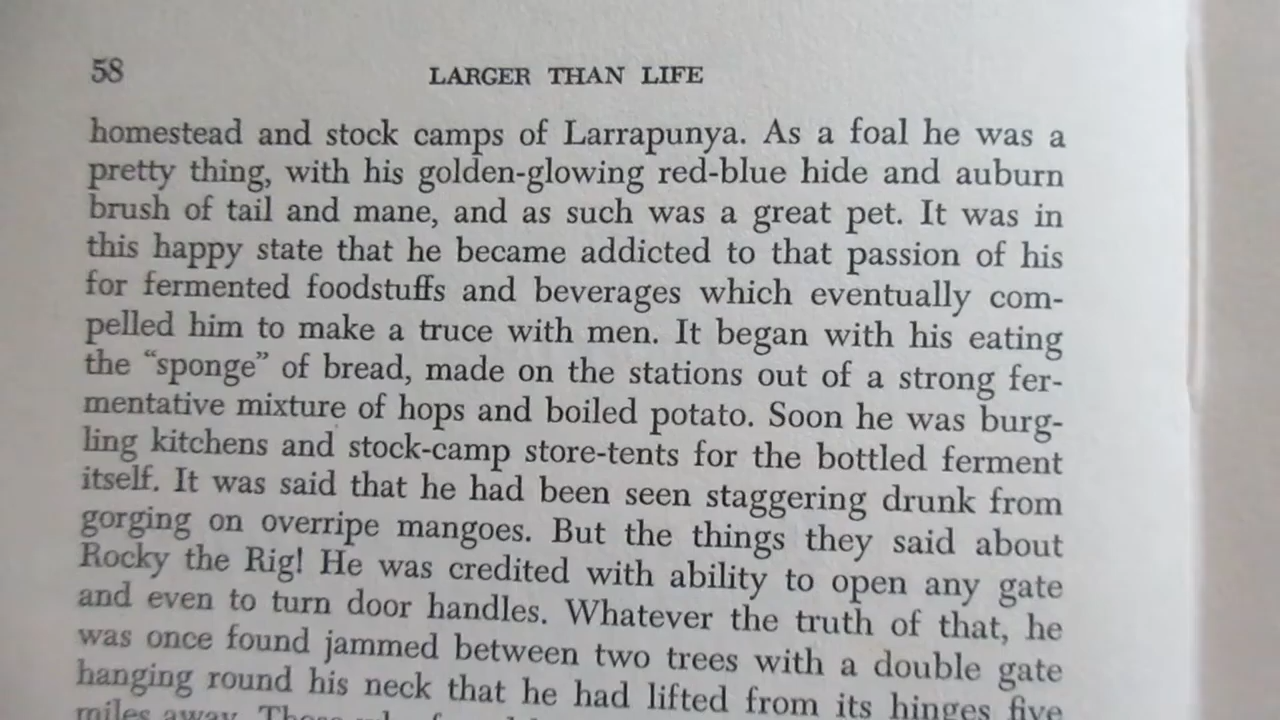 58 LARGER THAN LIFE
homestead and stock camps of Larrapunya. As a foal he was a
pretty thing, with his golden-glowing red-blue hide and auburn
brush of tail and mane, and as such was a great pet. It was in
this happy state that he became addicted to that passion of his
for fermented foodstuffs and beverages which eventually com-
pelled him to make a truce with men. It began with his eating
the “sponge” of bread, made on the stations out of a strong fer-
mentative mixture of hops and boiled potato. Soon he was burg-
ling kitchens and stock-camp store-tents for the bottled ferment
itself. It was said that he had been seen staggering drunk from
gorging on overripe mangoes. But the things they said about
Rocky the Rig! He was credited with ability to open any gate
and even to turn door handles. Whatever the truth of that, he
was once found jammed between two trees with a double gate
hanging round his neck that he had lifted from its hinges five
miles away.